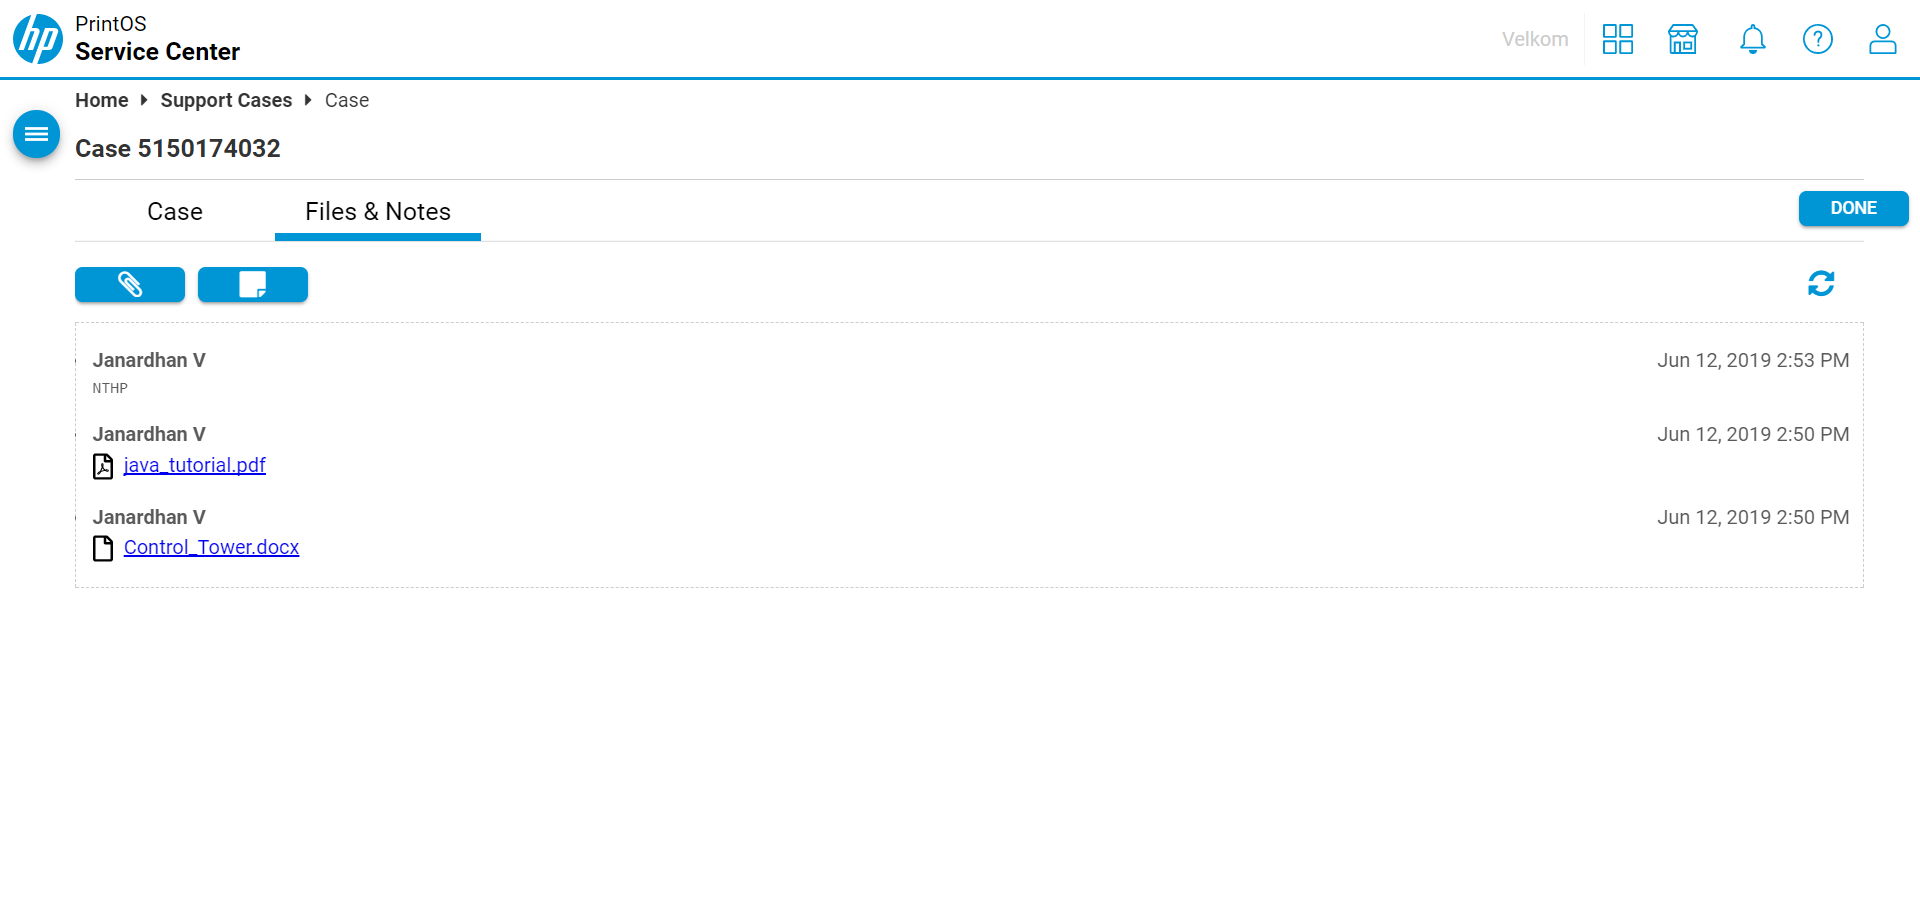 hp
PrintOS
Service Center
Velkom
?
Home Support Cases Case
Case 5150174032
Case Files & Notes
DONE
Janardhan V Jun 12, 2019 2:53 PM
NTHP
Janardhan V Jun 12, 2019 2:50 PM
java_tutorial.pdf
Janardhan V Jun 12, 2019 2:50 PM
Control_Tower.docx